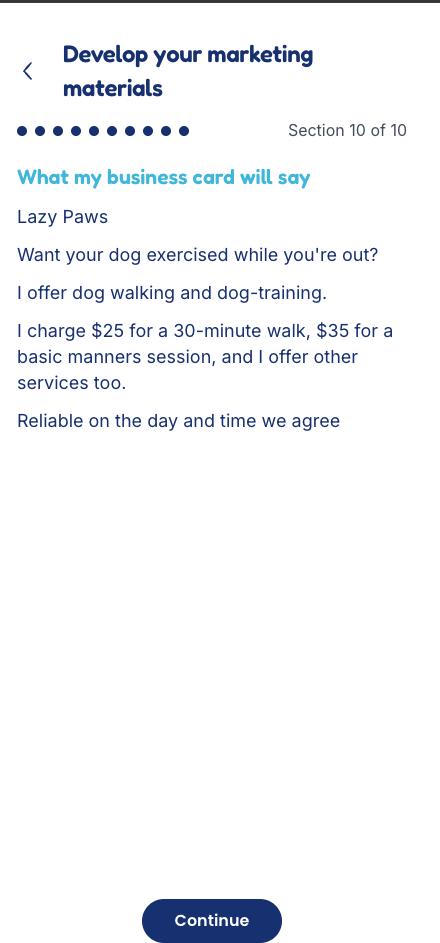 Develop your marketing
materials
Section 10 of 10
What my business card will say
Lazy Paws
Want your dog exercised while you're out?
I offer dog walking and dog-training.
I charge $25 for a 30-minute walk, $35 for a
basic manners session, and I offer other
services too.
Reliable on the day and time we agree
Continue